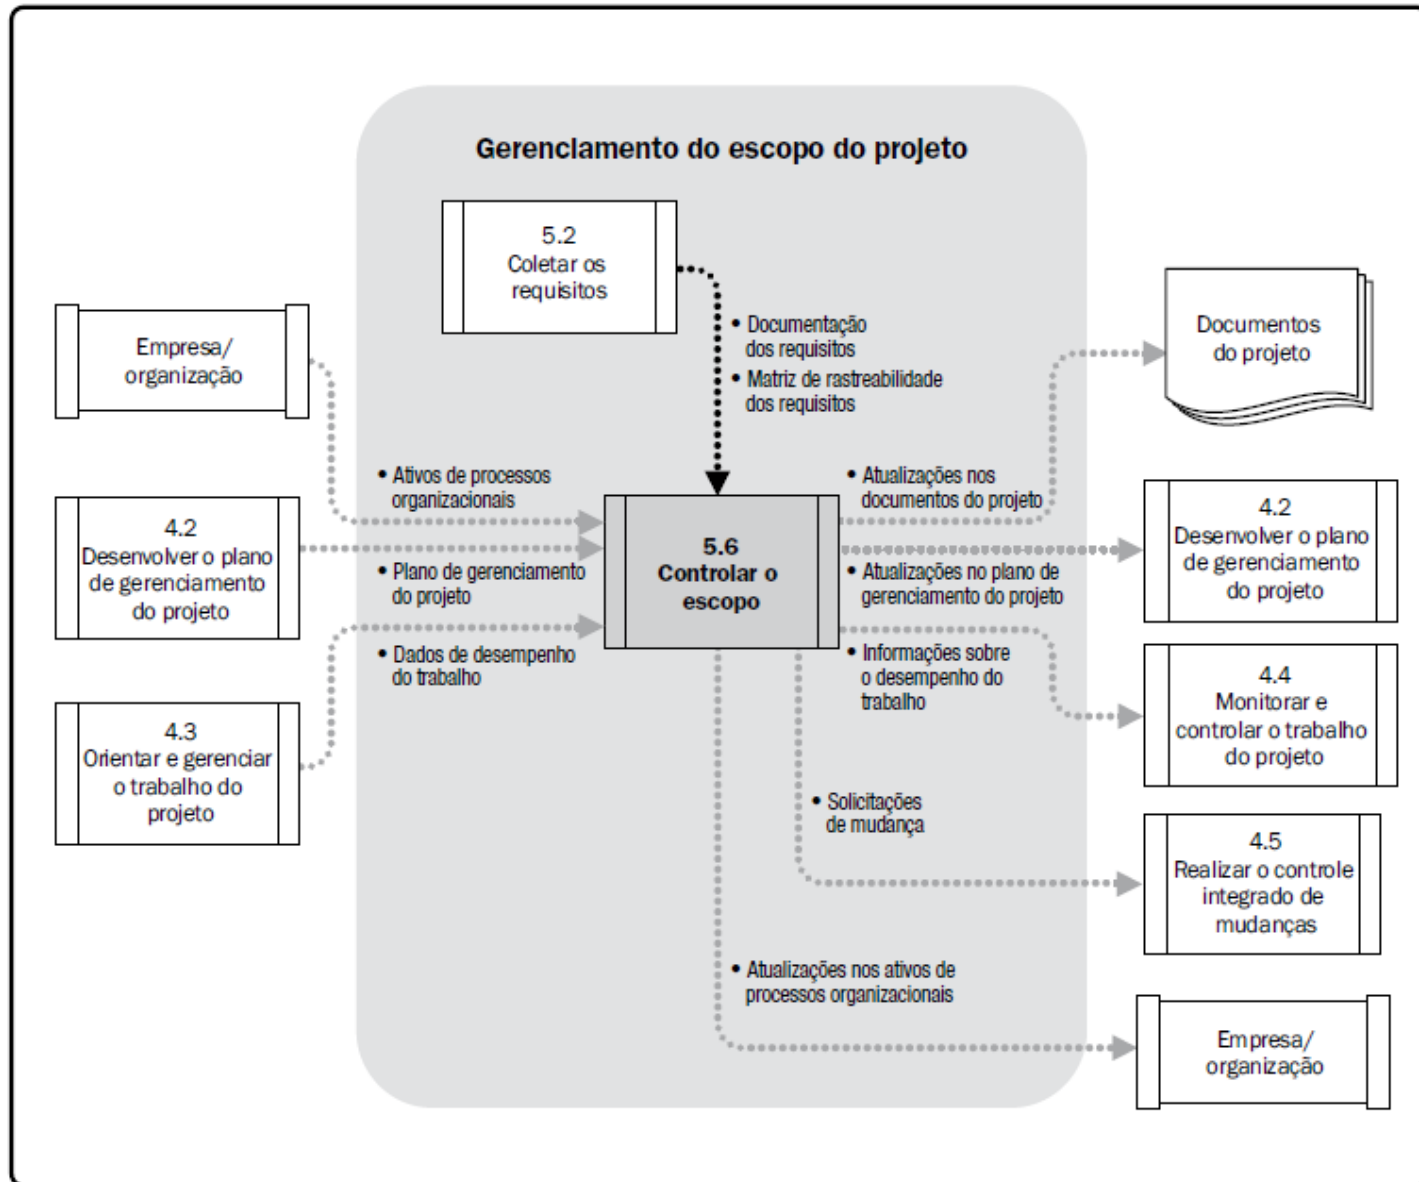 Gerenciamento do escopo do projeto
5.2
Coletar os
requisitos
• Documentação
dos requisitos
• Matriz de rastreabilidade
dos requisitos
Empresa/
organização
4.2
Desenvolver o plano
de gerenciamento
do projeto
4.3
Orientar e gerenciar
o trabalho do
projeto
• Ativos de processos
organizacionais
• Plano de gerenciamento
do projeto
• Dados de desempenho
do trabalho
5.6
Controlar o
escopo
• Atualizações nos
documentos do projeto
• Atualizações no plano de
gerenciamento do projeto
• Informações sobre
o desempenho do
trabalho
• Solicitações
de mudança
• Atualizações nos ativos de
processos organizacionais
Documentos
do projeto
4.2
Desenvolver o plano
de gerenciamento
do projeto
4.4
Monitorar e
controlar o trabalho
do projeto
4.5
Realizar o controle
integrado de
mudanças
Empresa/
organização